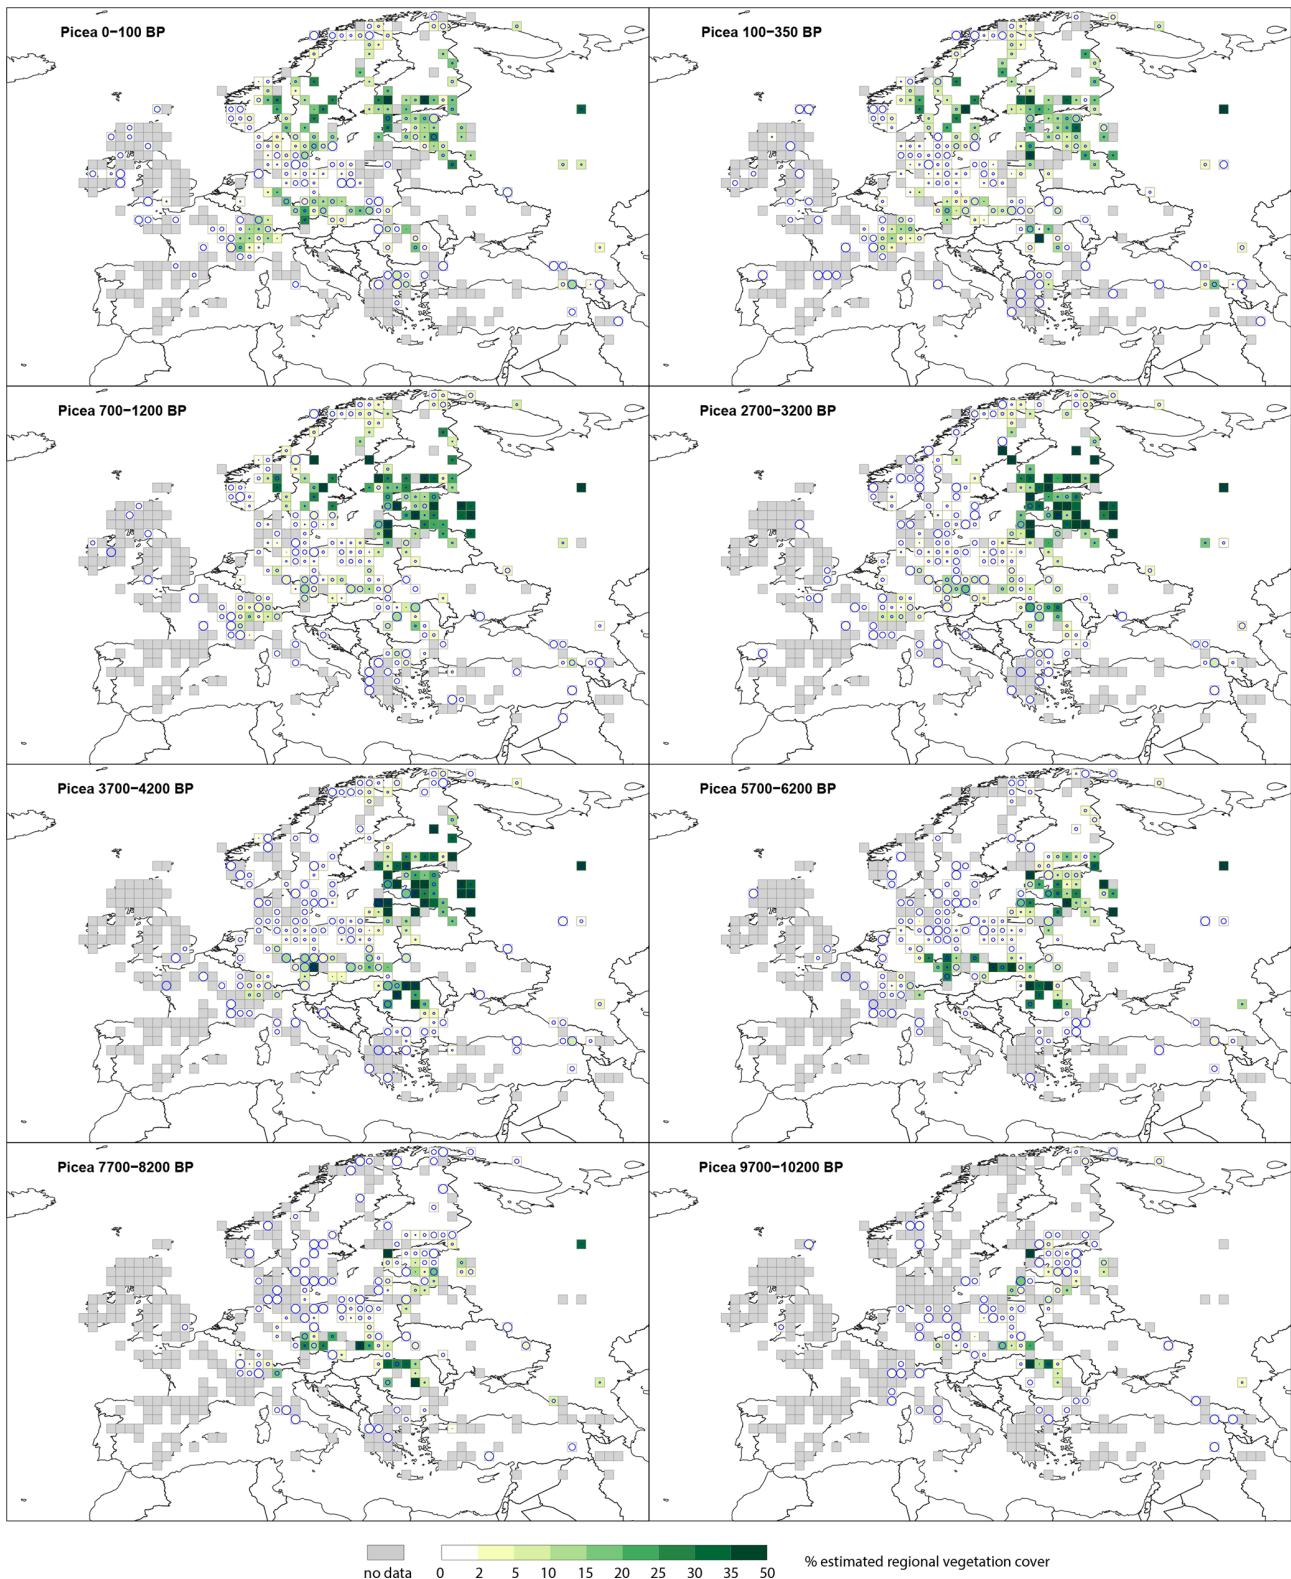 Picea 0−100 BP
Picea 100−350 BP
Picea 700−1200 BP
Picea 2700−3200 BP
Picea 3700−4200 BP
Picea 5700−6200 BP
Picea 7700−8200 BP
Picea 9700−10200 BP
no data
0 2 5 10 15 20 25 30 35 50
% estimated regional vegetation cover